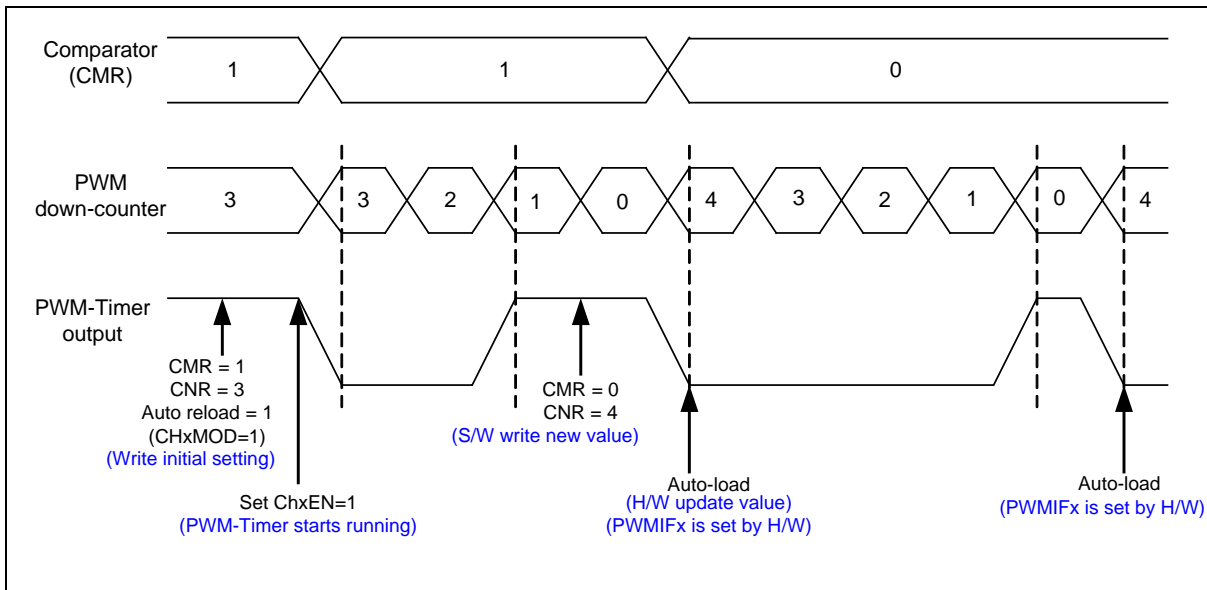 Comparator
(CMR)
1
1
0
PWM
down-counter
3
3
2
1
0
4
3
2
1
0
4
PWM-Timer
output
CMR = 1
CNR = 3
Auto reload = 1
(CHxMOD=1)
(Write initial setting)
CMR = 0
CNR = 4
(S/W write new value)
Set ChxEN=1
(PWM-Timer starts running)
Auto-load
(H/W update value)
(PWMIFx is set by H/W)
Auto-load
(PWMIFx is set by H/W)